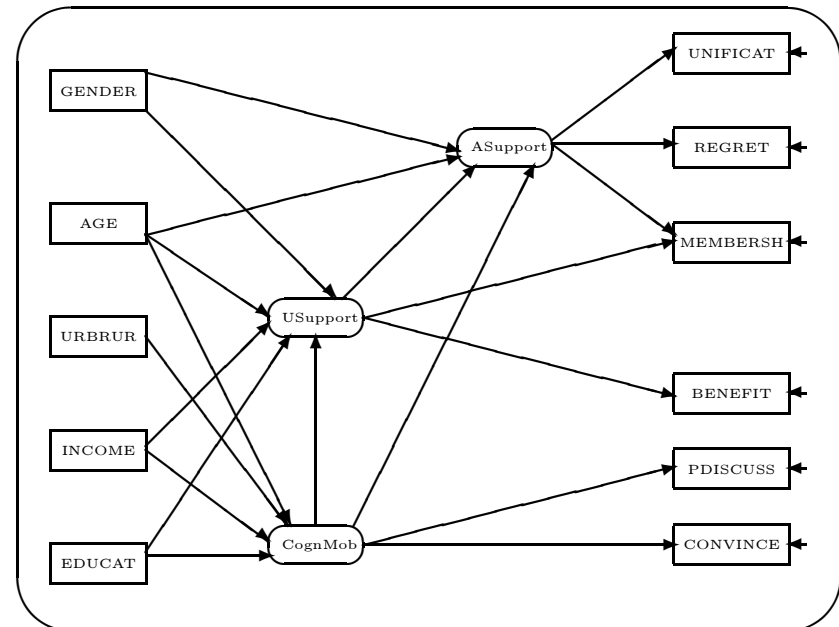 GENDER
AGE
URBRUR
INCOME
EDUCAT
ASupport
USupport
CognMob
UNIFICAT
REGRET
MEMBERSH
BENEFIT
PDISCUSS
CONVINCE